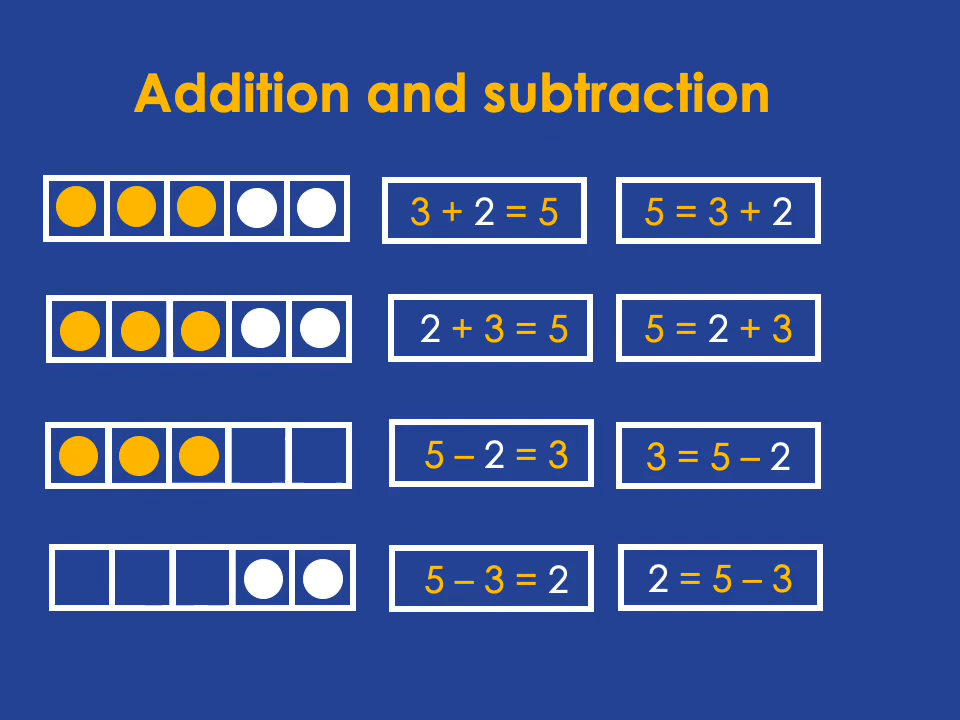 Addition and subtraction
3 + 2 = 5
5 = 3 + 2
2 + 3 = 5
5 = 2 + 3
5 – 2 = 3
3 = 5 – 2
5 – 3 = 2
2 = 5 – 3